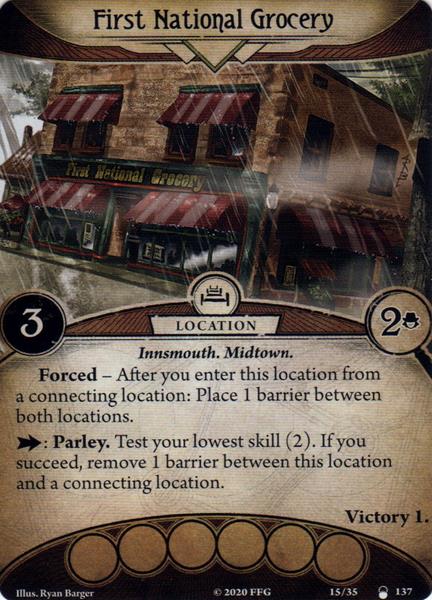 First National Grocery
First National Grocery
3
LOCATION
2
Innsmouth. Midtown.
Forced – After you enter this location from
a connecting location: Place 1 barrier between
both locations.
: Parley. Test your lowest skill (2). If you
succeed, remove 1 barrier between this location
and a connecting location.
Victory 1.
Illus. Ryan Barger
© 2020 FFG
15/35
137